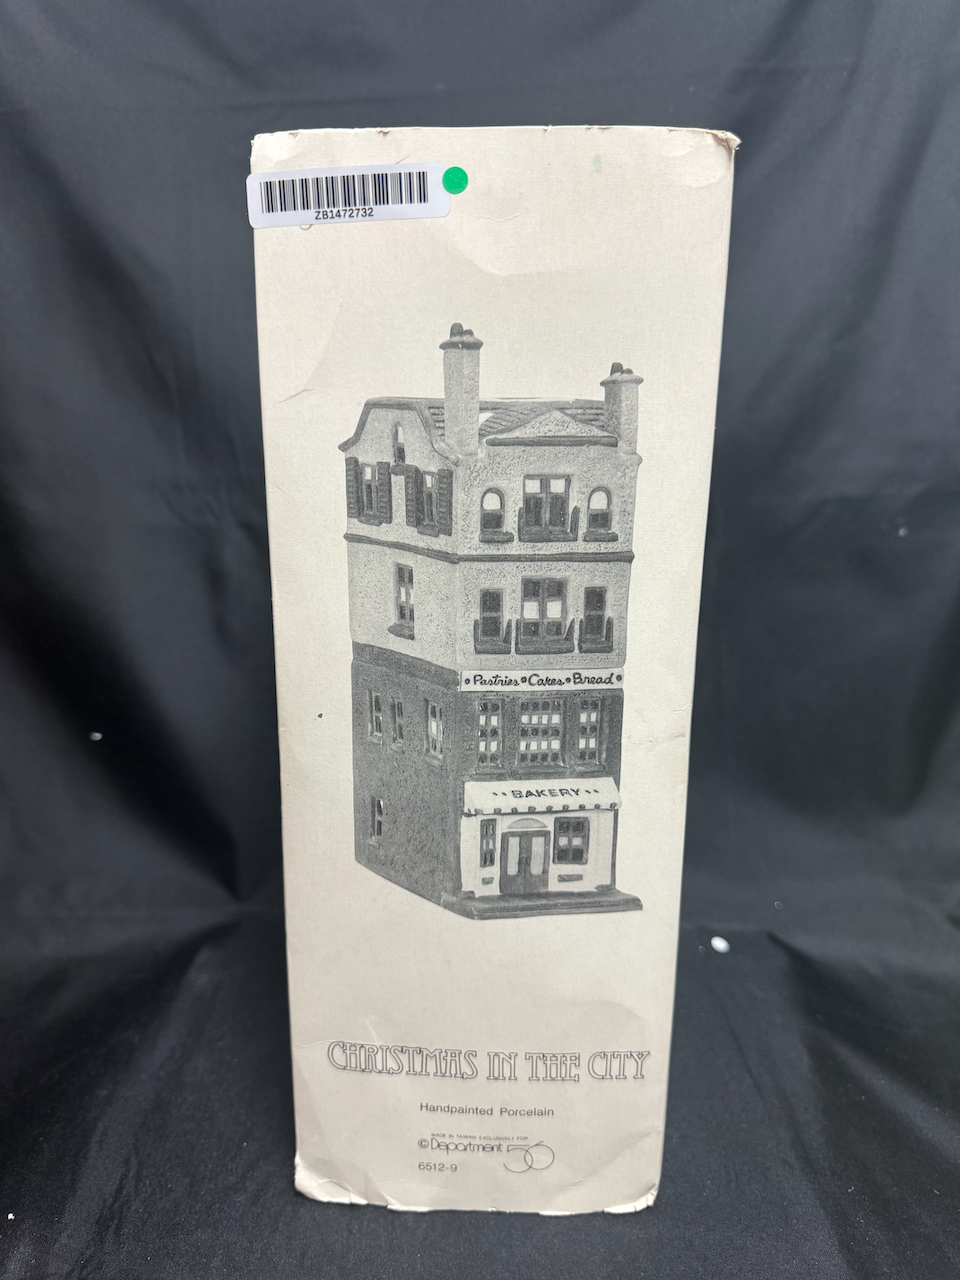 ZB1472732
Pastries • Cakes • Bread
BAKERY
CHRISTMAS IN THE CITY
Handpainted Porcelain
MADE IN TAIWAN EXCLUSIVELY FOR
© Department 56
6512-9